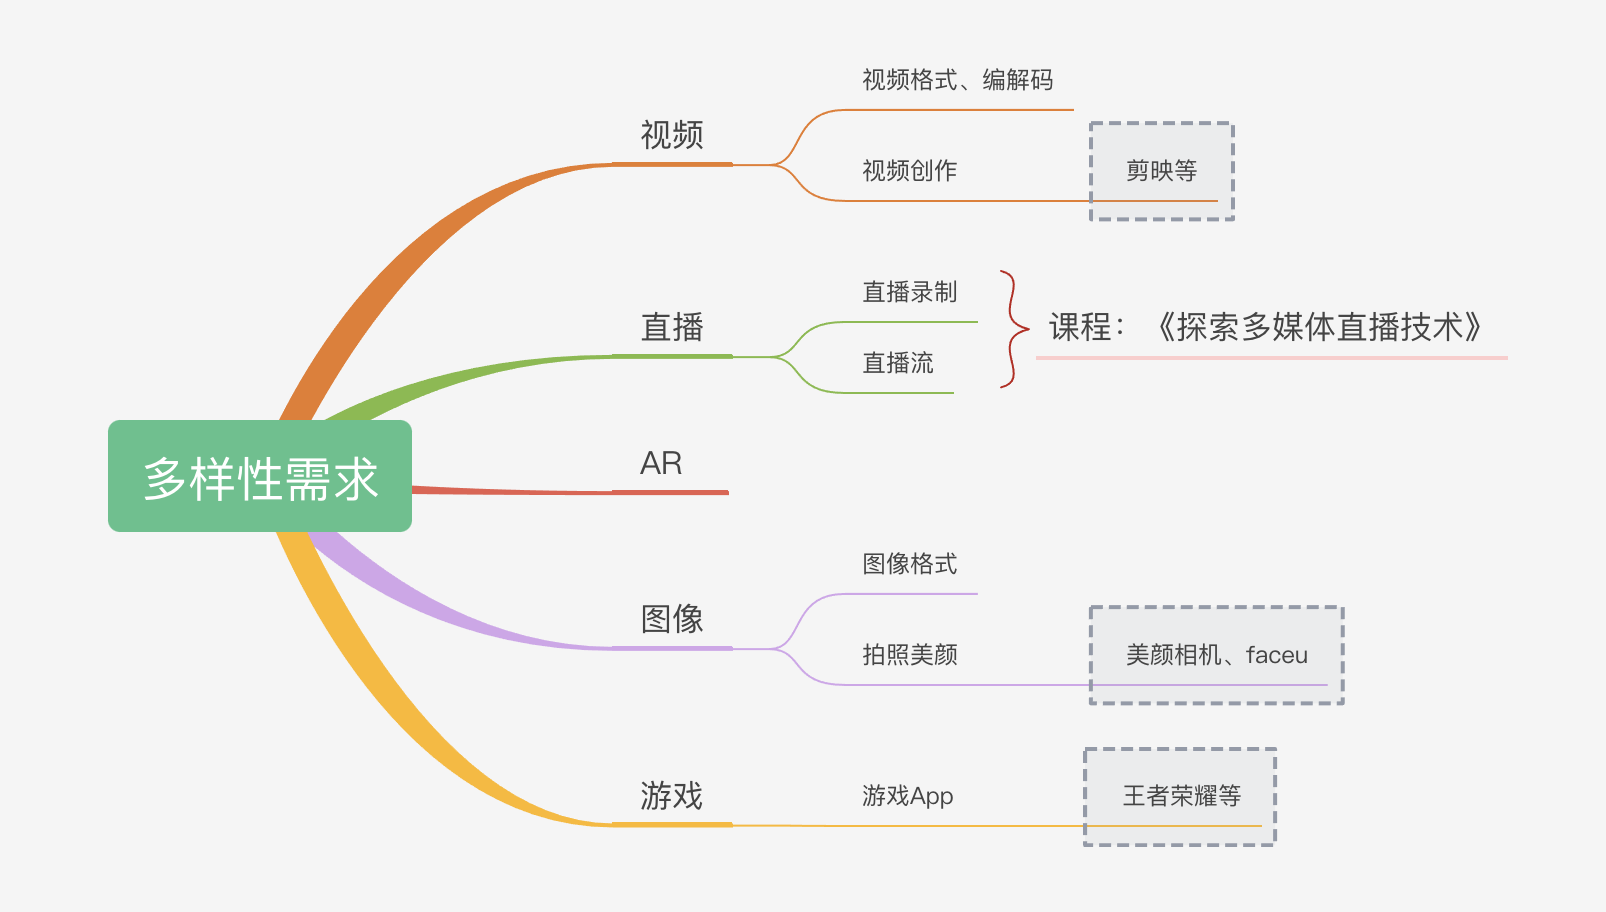 多样性需求
视频
视频格式、编解码
视频创作
剪映等
直播
直播录制
直播流
课程：《探索多媒体直播技术》
AR
图像
图像格式
拍照美颜
美颜相机、faceu
游戏
游戏App
王者荣耀等